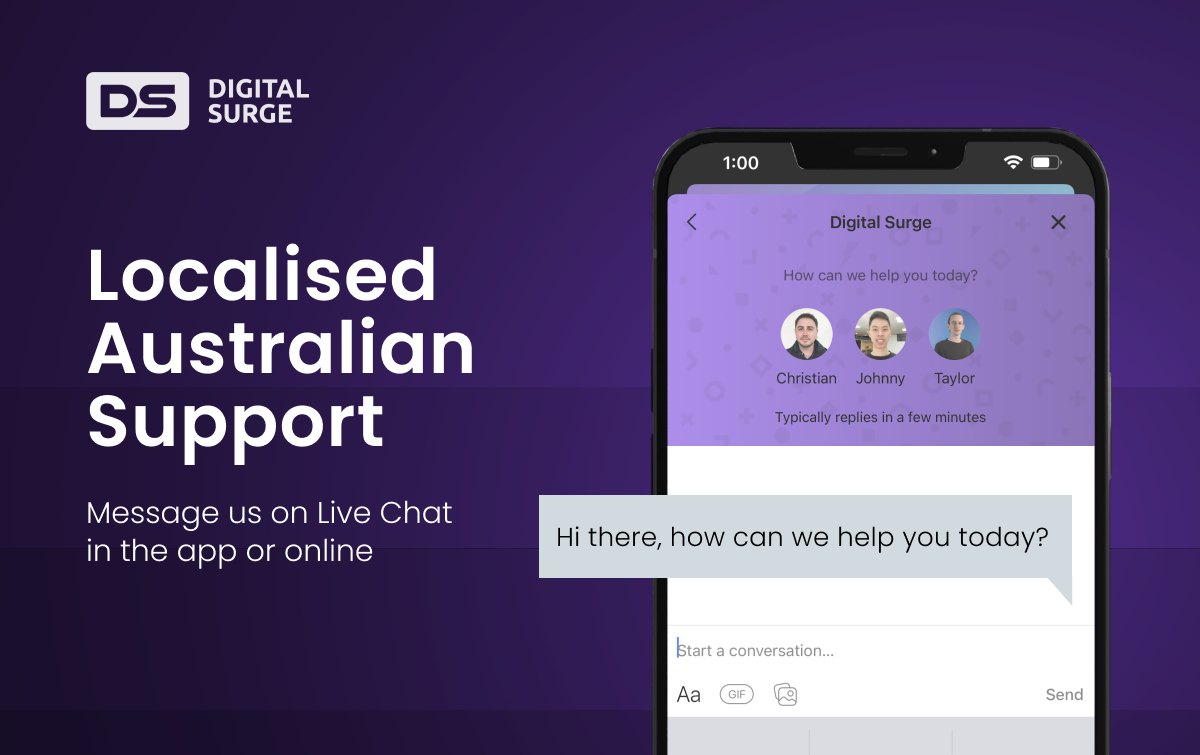 DS
DIGITAL
SURGE
Localised
Australian
Support
Message us on Live Chat
in the app or online
1:00
Digital Surge
How can we help you today?
Christian Johnny Taylor
Typically replies in a few minutes
Hi there, how can we help you today?
Start a conversation...
Aa GIF Send